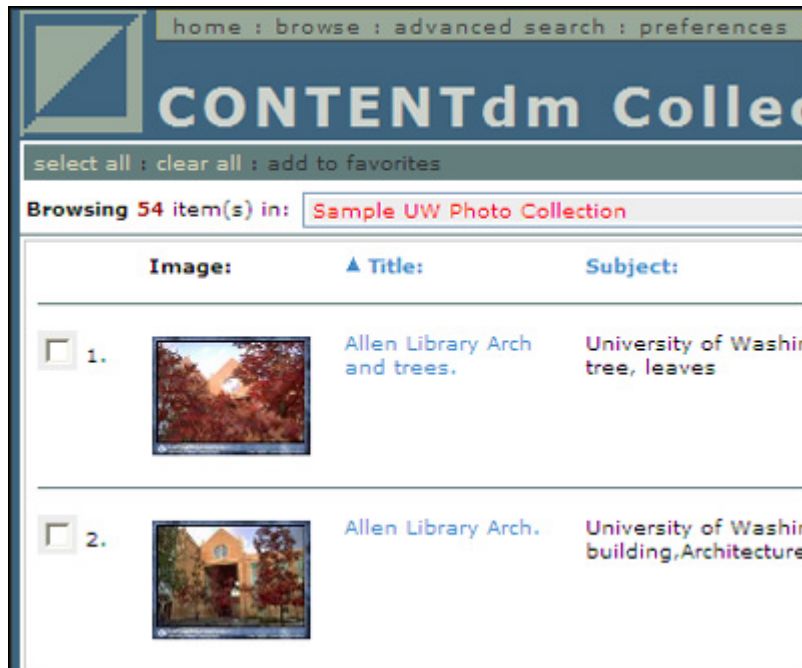 home : browse : advanced search : preferences
CONTENTdm Collec
select all : clear all : add to favorites
Browsing 54 item(s) in: Sample UW Photo Collection
Image: ▲ Title: Subject:
1. Allen Library Arch University of Washin
and trees. tree, leaves
2. Allen Library Arch. University of Washin
building,Architecture